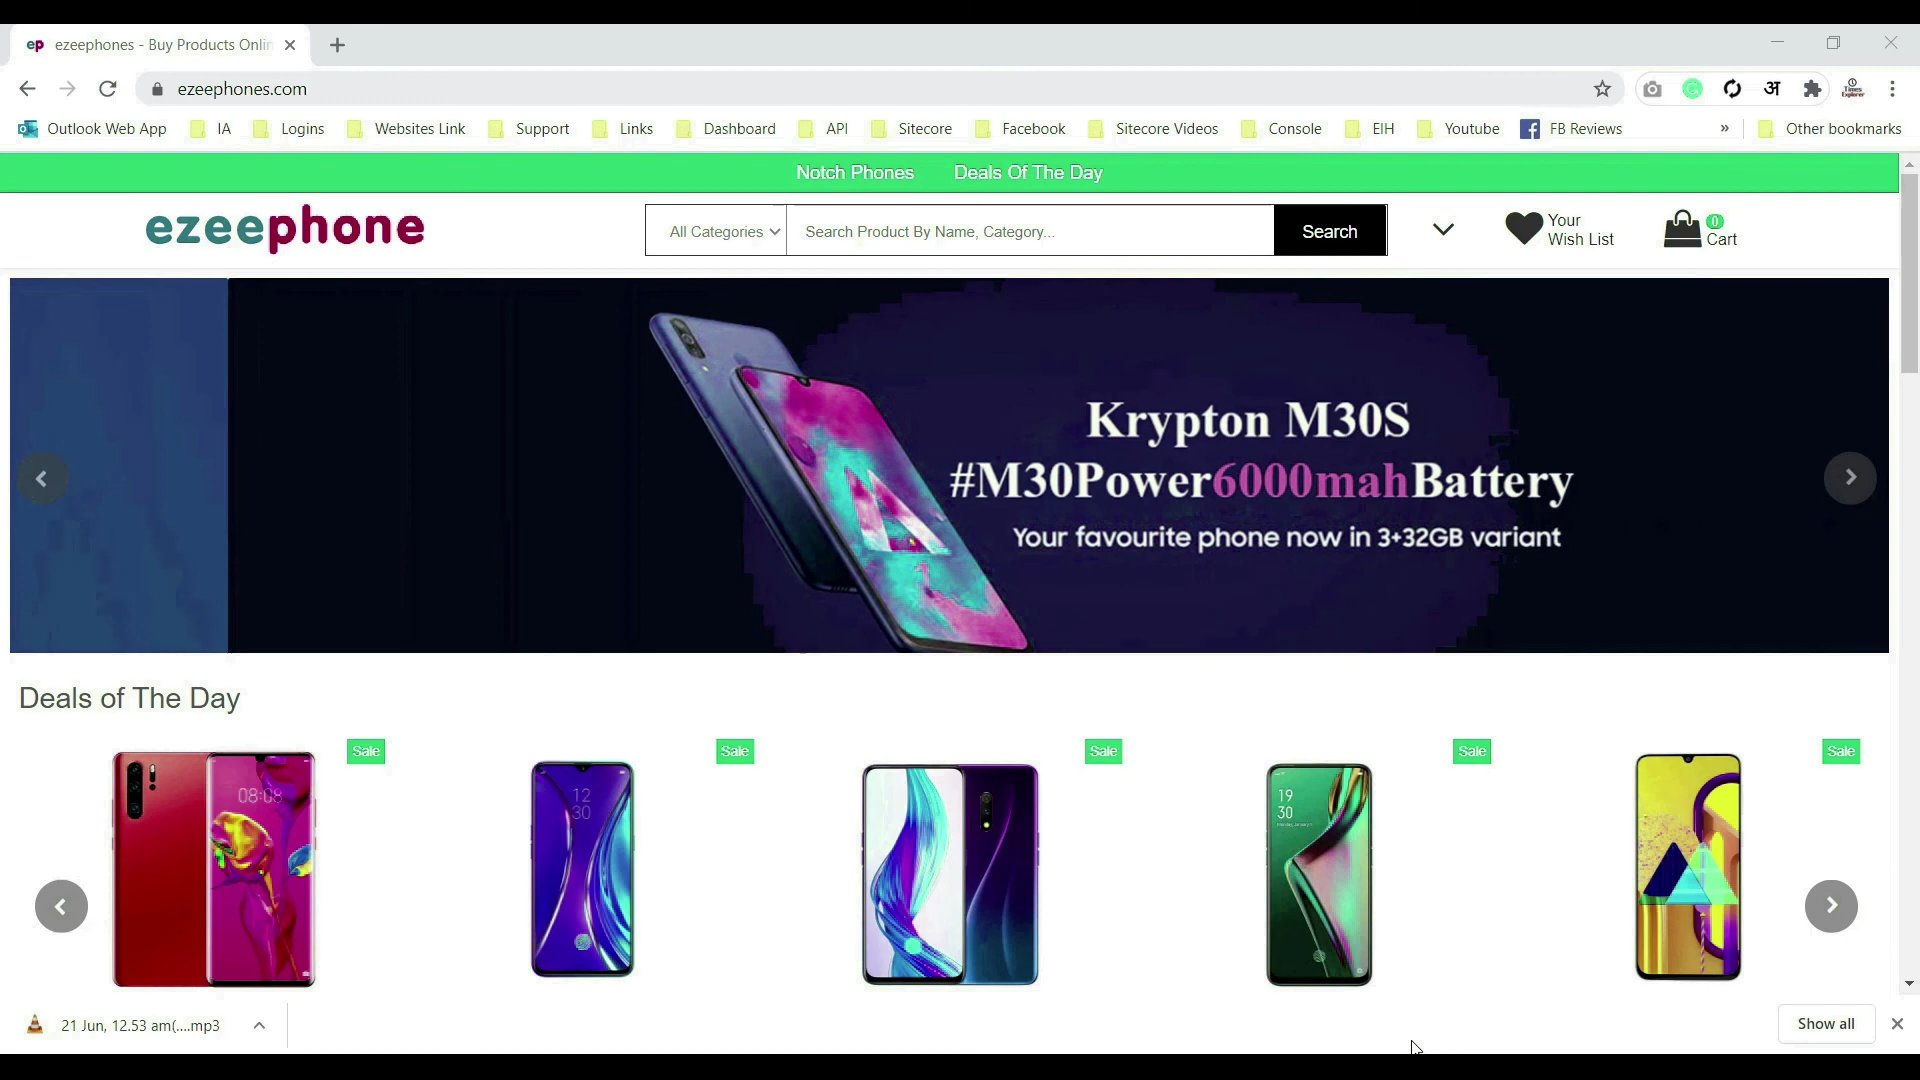 ep ezeephones - Buy Products Onlin
ezeephones.com
अ
Times Explorer
Outlook Web App IA Logins Websites Link Support Links Dashboard API Sitecore Facebook Sitecore Videos Console EIH Youtube FB Reviews » Other bookmarks
Notch Phones Deals Of The Day
ezeephone
All Categories Search Product By Name, Category... Search
Your
Wish List
0
Cart
Krypton M30S
#M30Power6000mahBattery
Your favourite phone now in 3+32GB variant
Deals of The Day
Sale Sale Sale Sale Sale
08:08
12
30
19
30
21 Jun, 12.53 am(....mp3
Show all